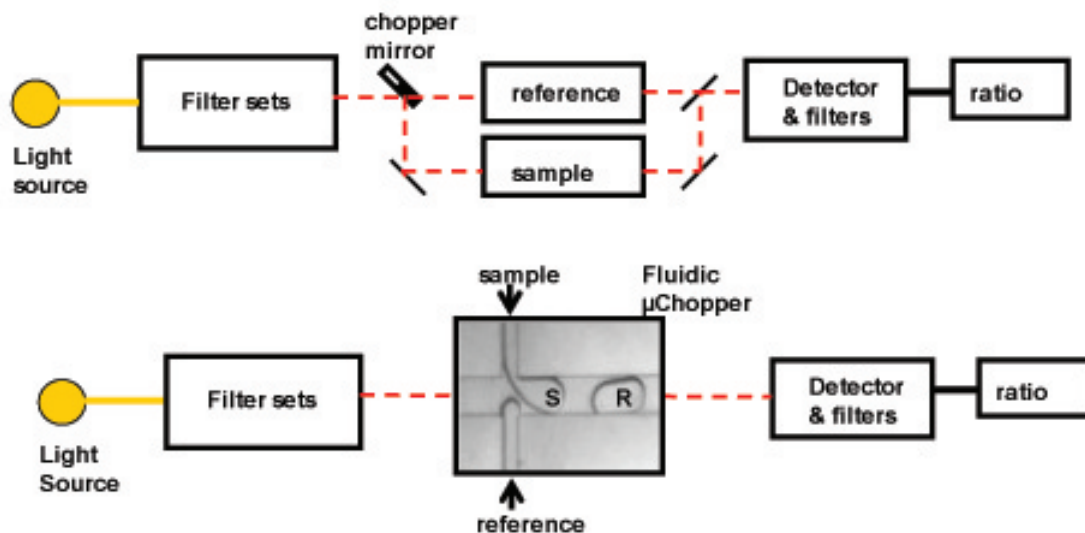 chopper
mirror
Light
source
Filter sets
reference
sample
Detector
& filters
ratio
sample
Fluidic
µChopper
Light
Source
Filter sets
S
R
Detector
& filters
ratio
reference